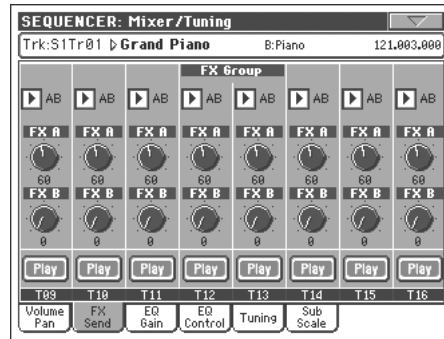 SEQUENCER: Mixer/Tuning
Trk:S1Tr01 ▷Grand Piano B:Piano 121.003.000
FX Group
AB AB AB AB AB AB AB AB
FX A FX A FX A FX A FX A FX A FX A FX A
60 60 60 60 60 60 60 60
FX B FX B FX B FX B FX B FX B FX B FX B
0 0 0 0 0 0 0 0
Play Play Play Play Play Play Play Play
T09 T10 T11 T12 T13 T14 T15 T16
Volume Pan FX Send EQ Gain EQ Control Tuning Sub Scale